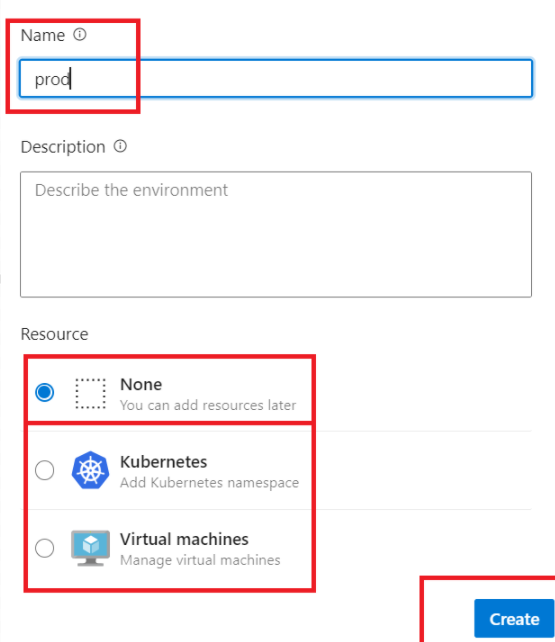 Name
prod
Description
Describe the environment
Resource
None
You can add resources later
Kubernetes
Add Kubernetes namespace
Virtual machines
Manage virtual machines
Create